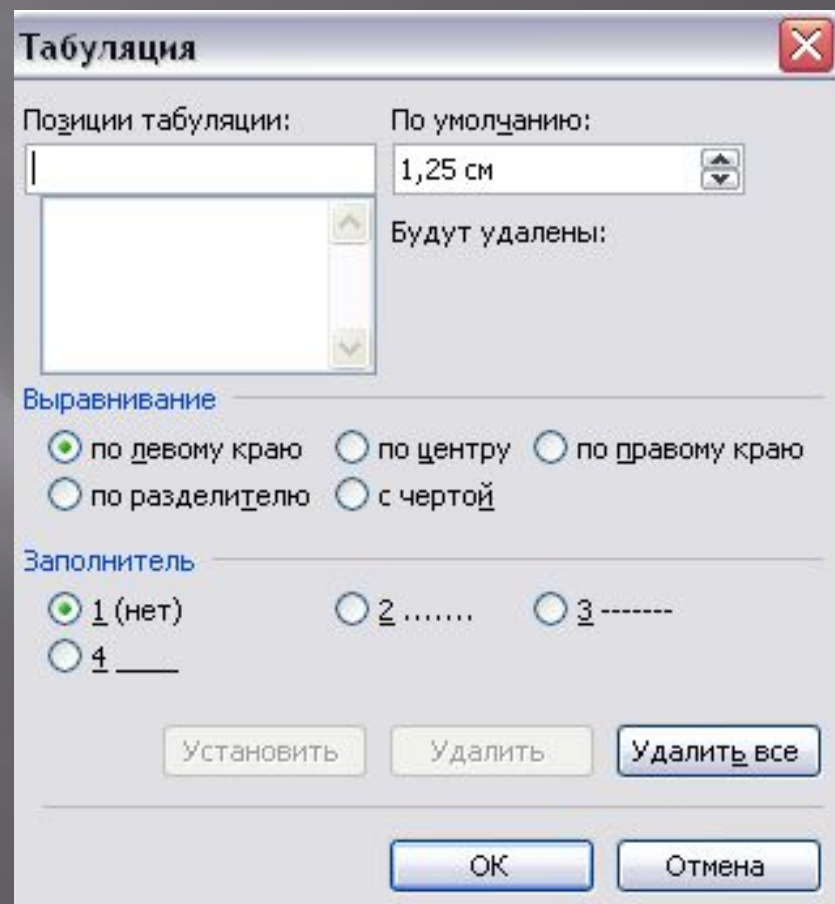 Табуляция
Позиции табуляции: По умолчанию:
1,25 см
Будут удалены:
Выравнивание
по левому краю по центру по правому краю
по разделителю с чертой
Заполнитель
1 (нет) 2 ....... 3 -------
4 ____
Установить Удалить Удалить все
ОК Отмена